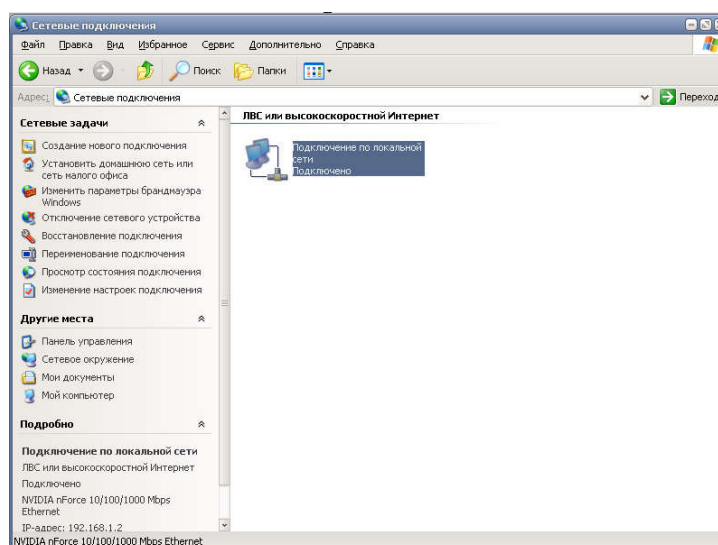 Сетевые подключения
Файл Правка Вид Избранное Сервис Дополнительно Справка
Назад Поиск Папки
Адрес: Сетевые подключения Переход
Сетевые задачи
Создание нового подключения
Установить домашнюю сеть или
сеть малого офиса
Изменить параметры брандмауэра
Windows
Отключение сетевого устройства
Восстановление подключения
Переименование подключения
Просмотр состояния подключения
Изменение настроек подключения
Другие места
Панель управления
Сетевое окружение
Мои документы
Мой компьютер
Подробно
Подключение по локальной сети
ЛВС или высокоскоростной Интернет
Подключено
NVIDIA nForce 10/100/1000 Mbps
Ethernet
IP-адрес: 192.168.1.2
ЛВС или высокоскоростной Интернет
Подключение по локальной
сети
Подключено
NVIDIA nForce 10/100/1000 Mbps Ethernet